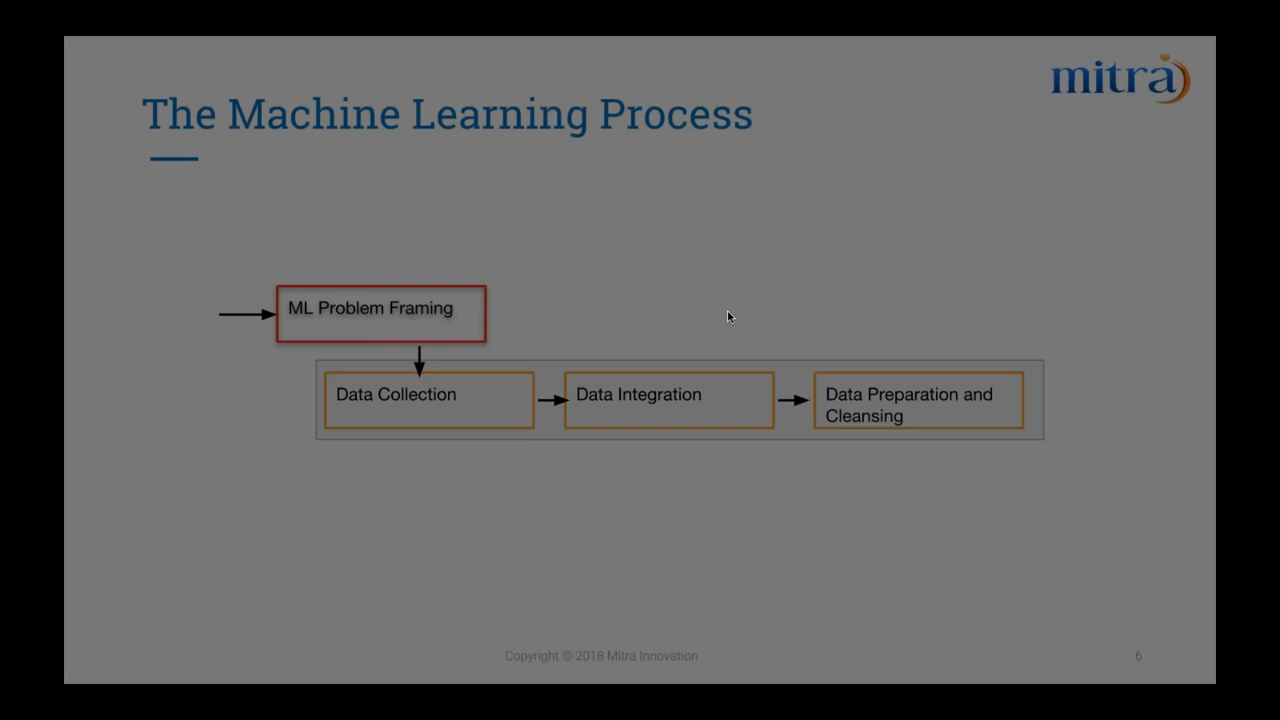 mitra
The Machine Learning Process
ML Problem Framing
Data Collection
Data Integration
Data Preparation and
Cleansing
Copyright © 2018 Mitra Innovation
6